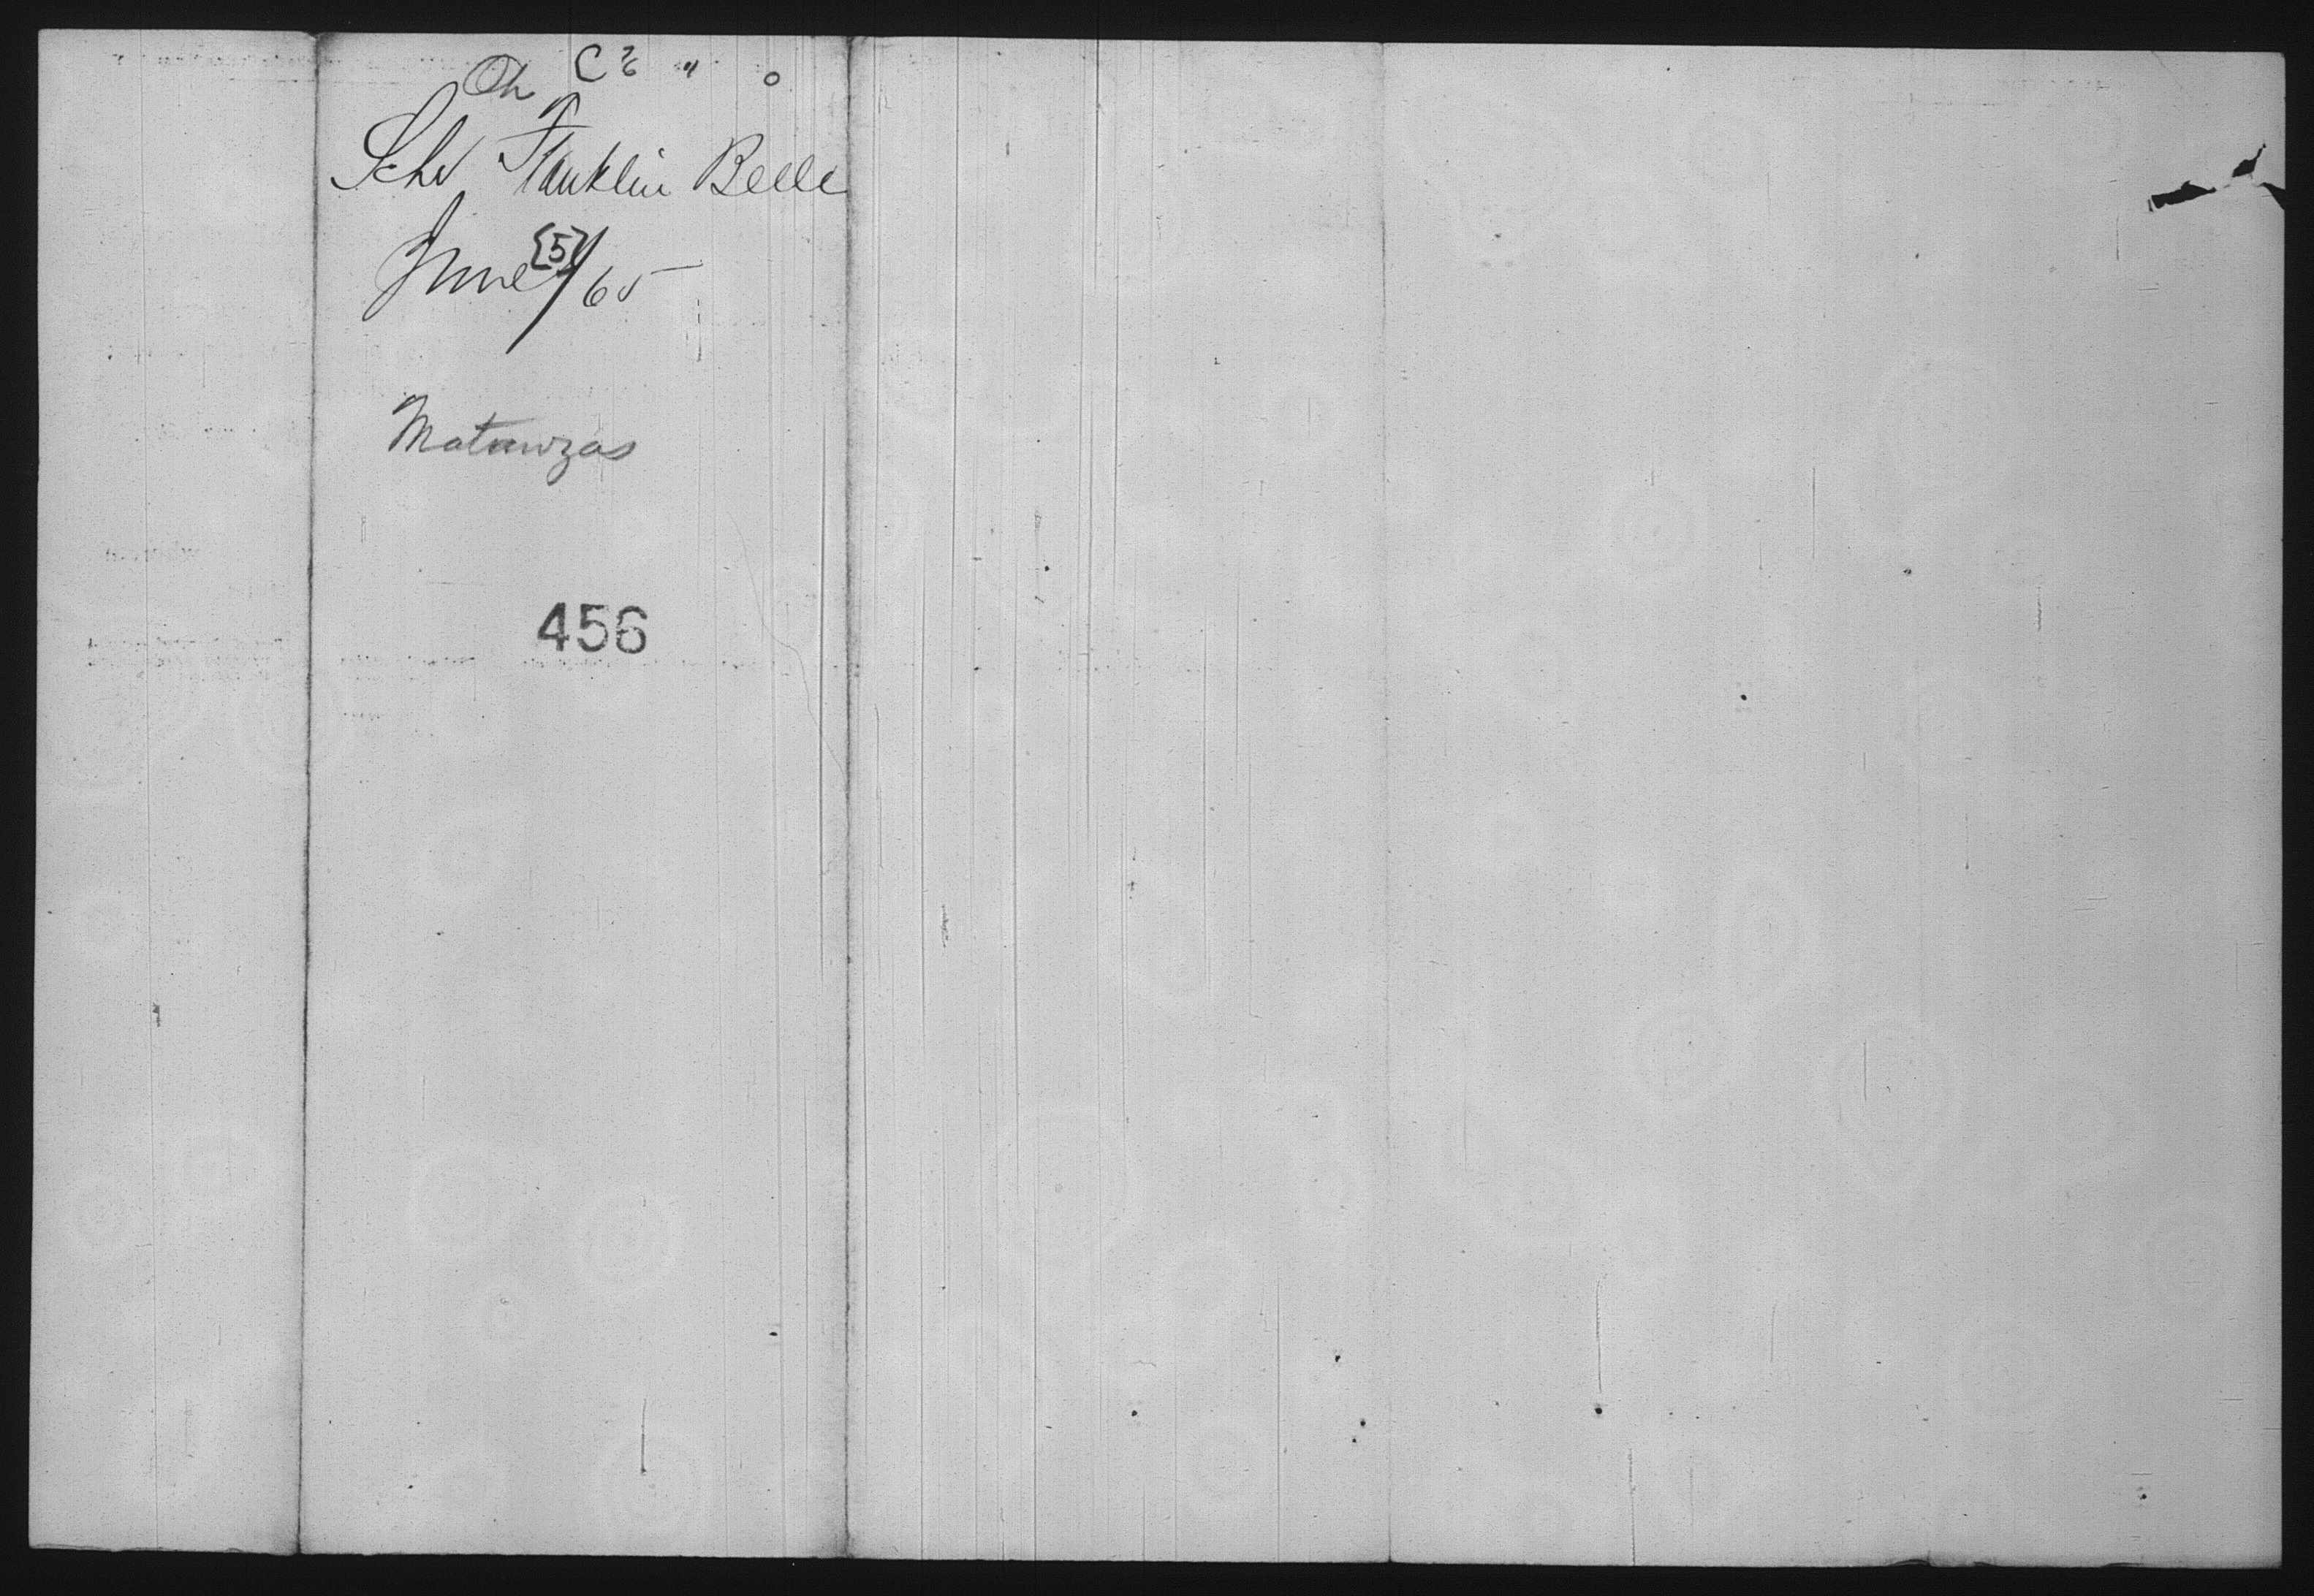 Sch Franklin Belle
June {5}/65
Matanzas
456